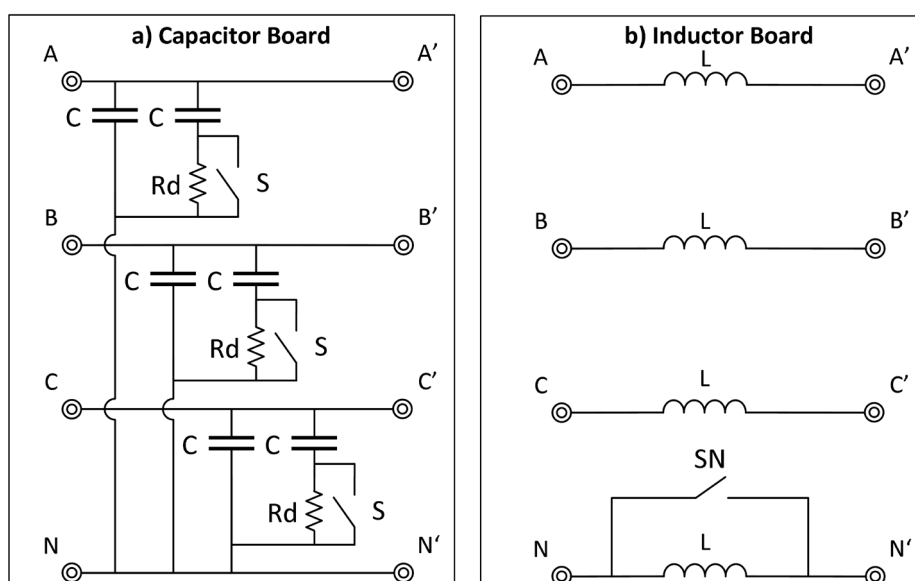 a) Capacitor Board
A A’
C C
Rd S
B B’
C C
Rd S
C C’
C C
Rd S
N N‘
b) Inductor Board
A L A’
B L B’
C L C’
SN
N L N‘